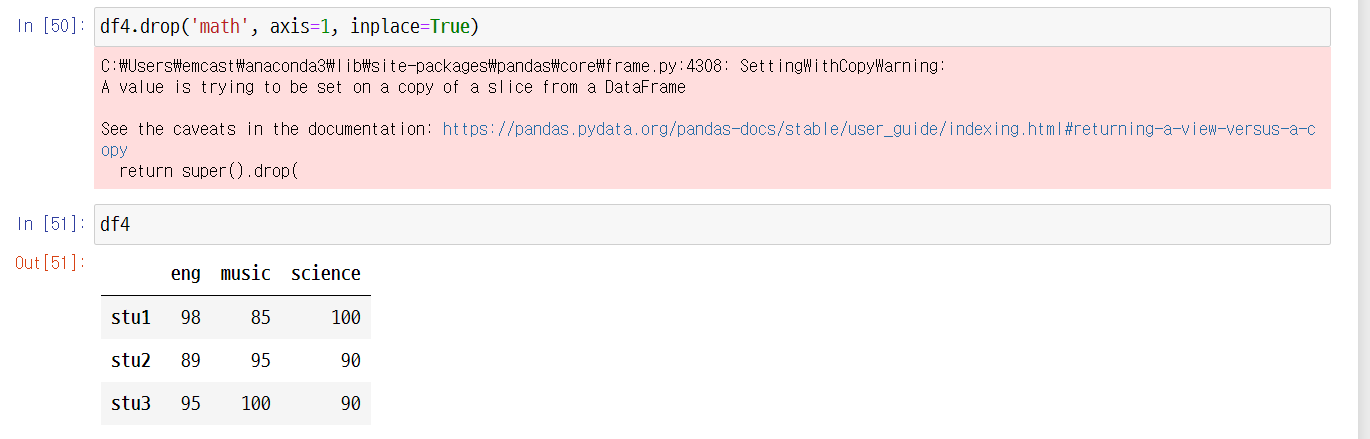 In [50]: df4.drop('math', axis=1, inplace=True)
C:₩Users₩emcast₩anaconda3₩lib₩site-packages₩pandas₩core₩frame.py:4308: SettingWithCopyWarning:
A value is trying to be set on a copy of a slice from a DataFrame
See the caveats in the documentation: https://pandas.pydata.org/pandas-docs/stable/user_guide/indexing.html#returning-a-view-versus-a-c
opy
return super().drop(
In [51]: df4
Out[51]:
eng music science
stu1 98 85 100
stu2 89 95 90
stu3 95 100 90